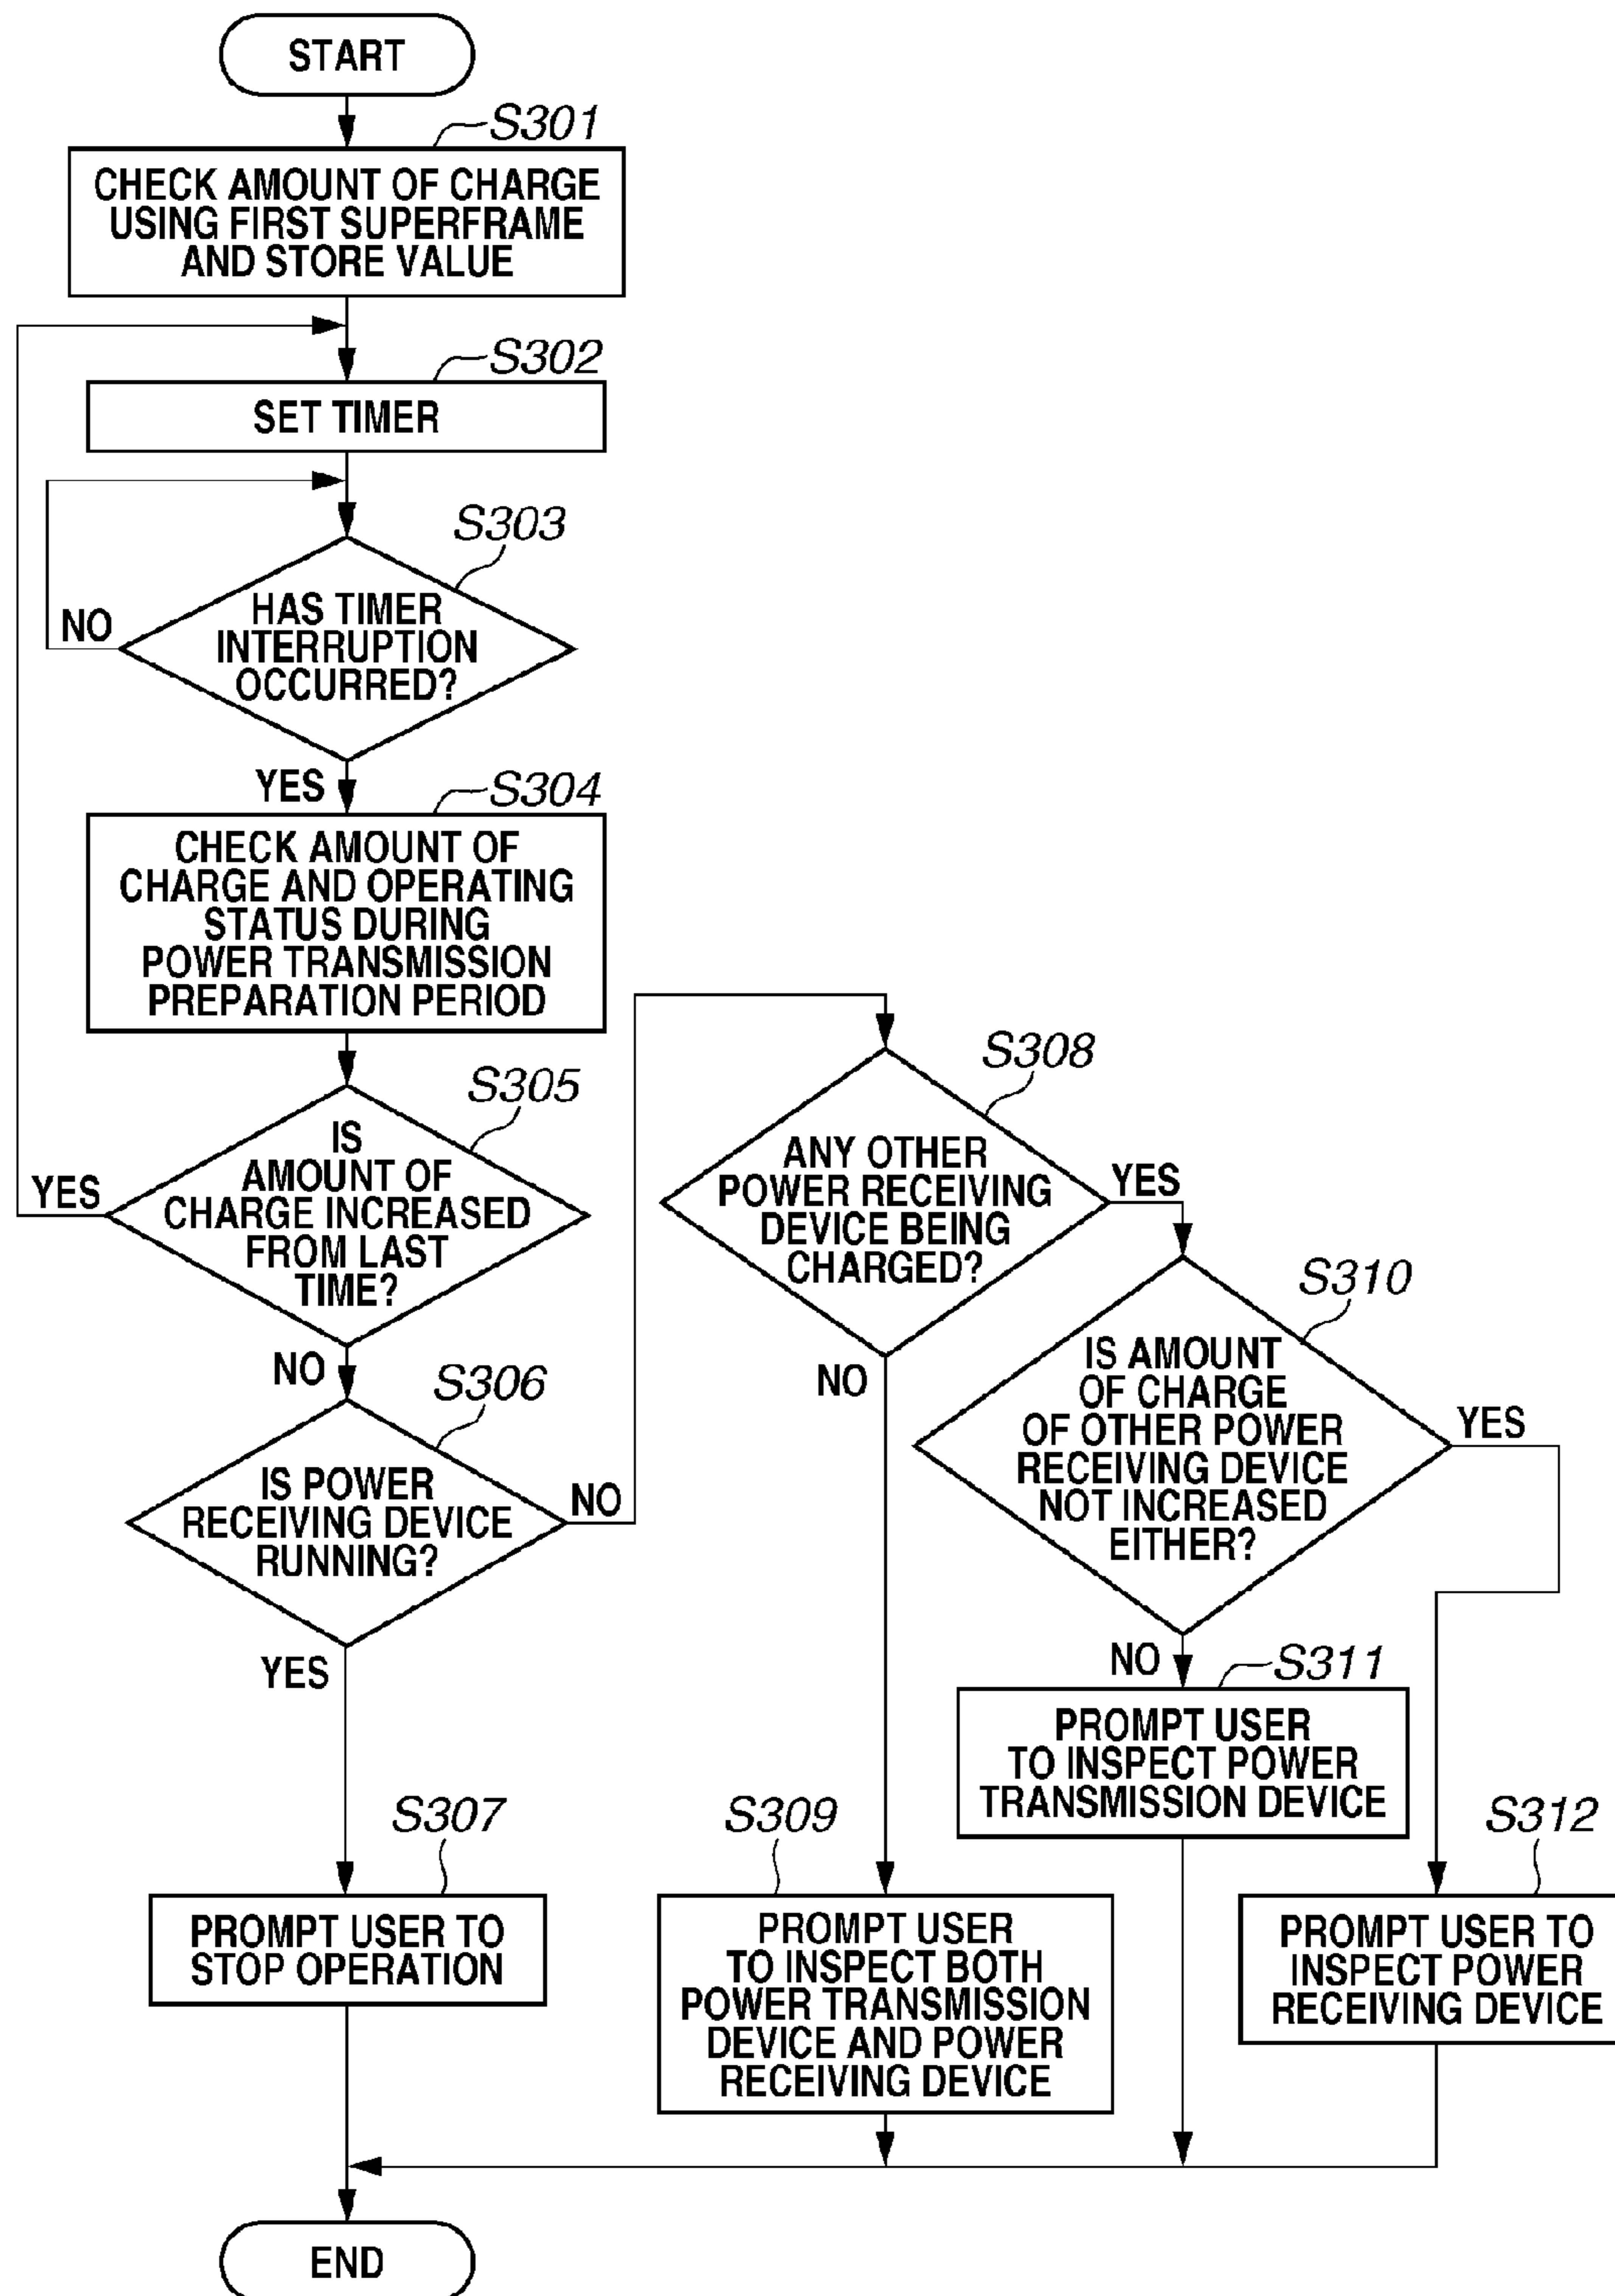 START
S301
CHECK AMOUNT OF CHARGE
USING FIRST SUPERFRAME
AND STORE VALUE
S302
SET TIMER
S303
HAS TIMER
INTERRUPTION
OCCURRED?
NO
YES
S304
CHECK AMOUNT OF
CHARGE AND OPERATING
STATUS DURING
POWER TRANSMISSION
PREPARATION PERIOD
S305
IS
AMOUNT OF
CHARGE INCREASED
FROM LAST
TIME?
YES
NO
S306
IS POWER
RECEIVING DEVICE
RUNNING?
NO
YES
S307
PROMPT USER TO
STOP OPERATION
S308
ANY OTHER
POWER RECEIVING
DEVICE BEING
CHARGED?
YES
NO
S309
PROMPT USER
TO INSPECT BOTH
POWER TRANSMISSION
DEVICE AND POWER
RECEIVING DEVICE
S310
IS AMOUNT
OF CHARGE
OF OTHER POWER
RECEIVING DEVICE
NOT INCREASED
EITHER?
YES
NO
S311
PROMPT USER
TO INSPECT POWER
TRANSMISSION DEVICE
S312
PROMPT USER TO
INSPECT POWER
RECEIVING DEVICE
END